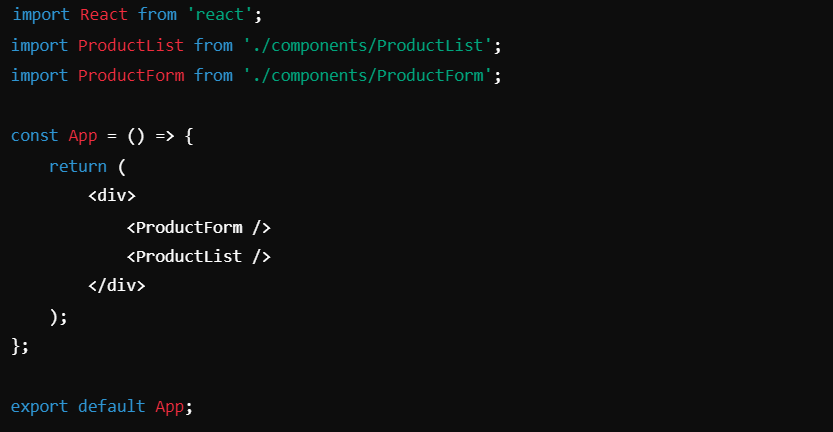 import React from 'react';
import ProductList from './components/ProductList';
import ProductForm from './components/ProductForm';

const App = () => {
    return (
        <div>
            <ProductForm />
            <ProductList />
        </div>
    );
};

export default App;